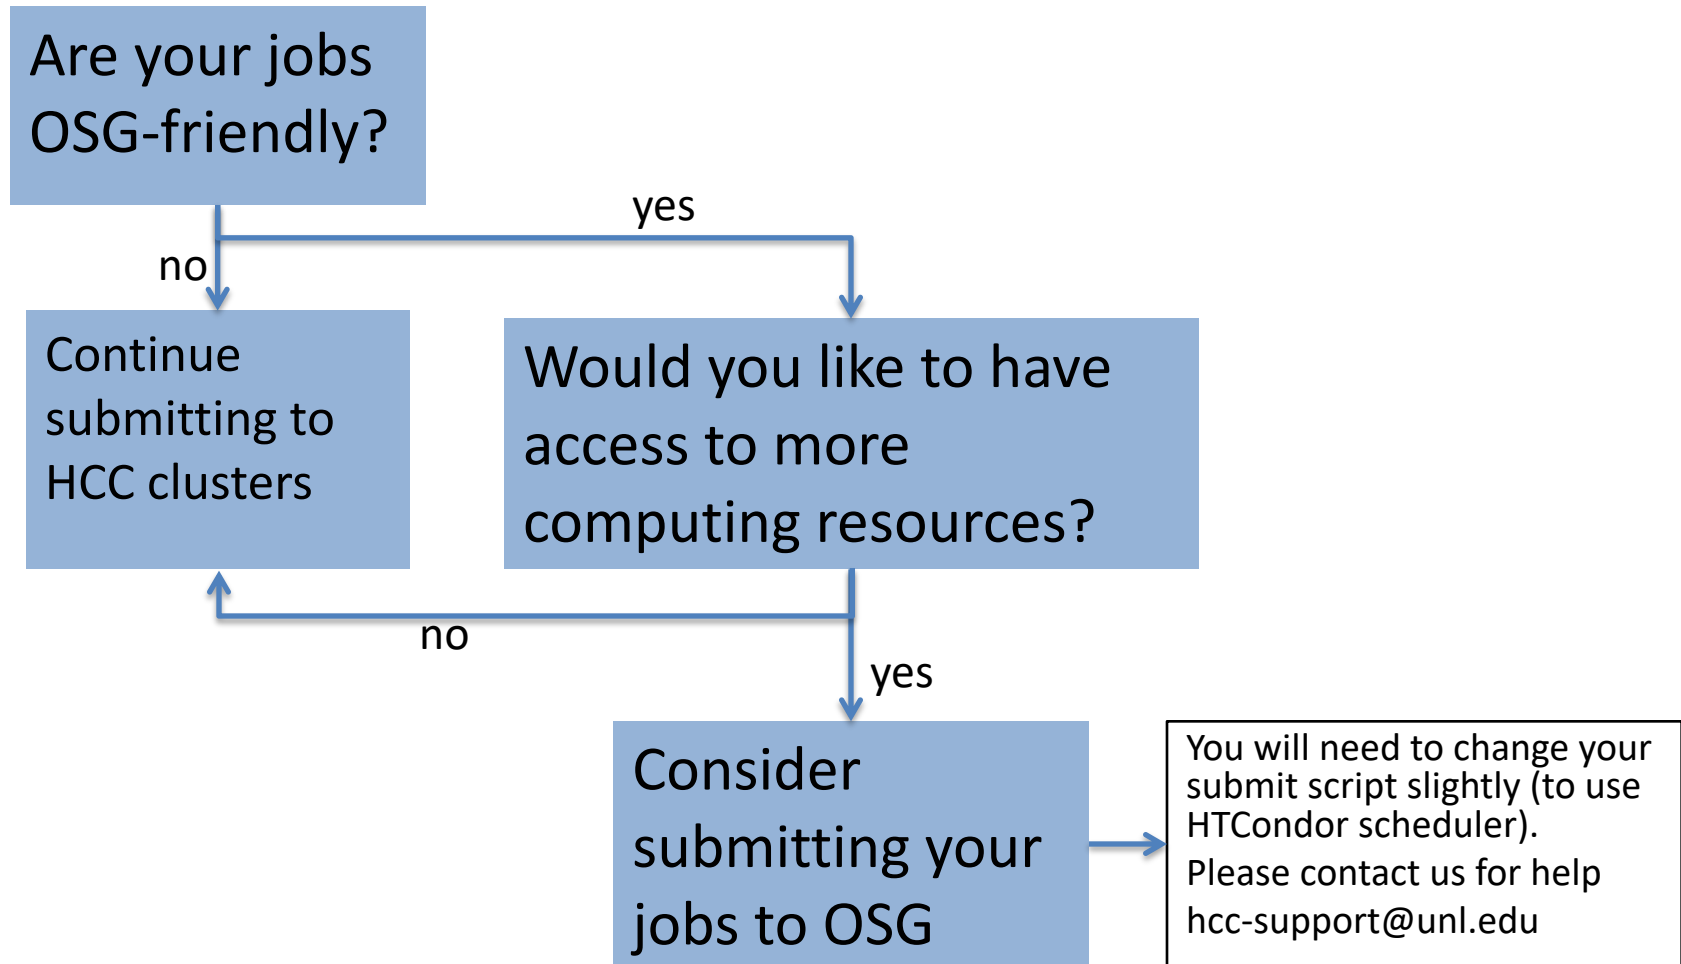 Are your jobs
OSG-friendly?
yes
no
Continue
submitting to
HCC clusters
Would you like to have
access to more
computing resources?
no
yes
Consider
submitting your
jobs to OSG
You will need to change your
submit script slightly (to use
HTCondor scheduler).
Please contact us for help
hcc-support@unl.edu